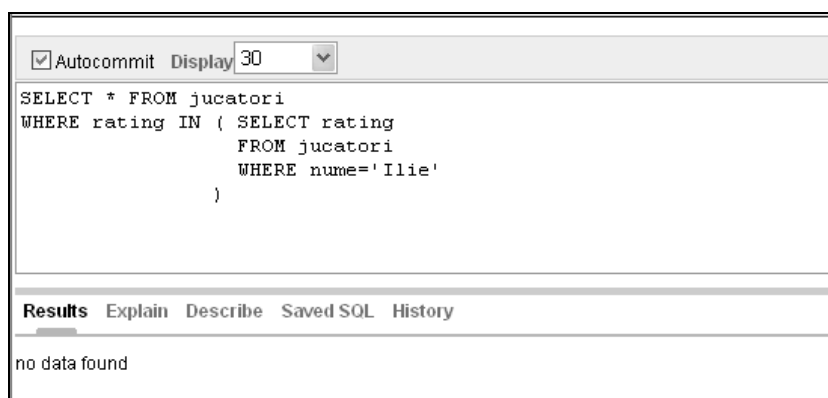 Autocommit Display 30
SELECT * FROM jucatori
WHERE rating IN ( SELECT rating
FROM jucatori
WHERE nume='Ilie'
)
Results Explain Describe Saved SQL History
no data found